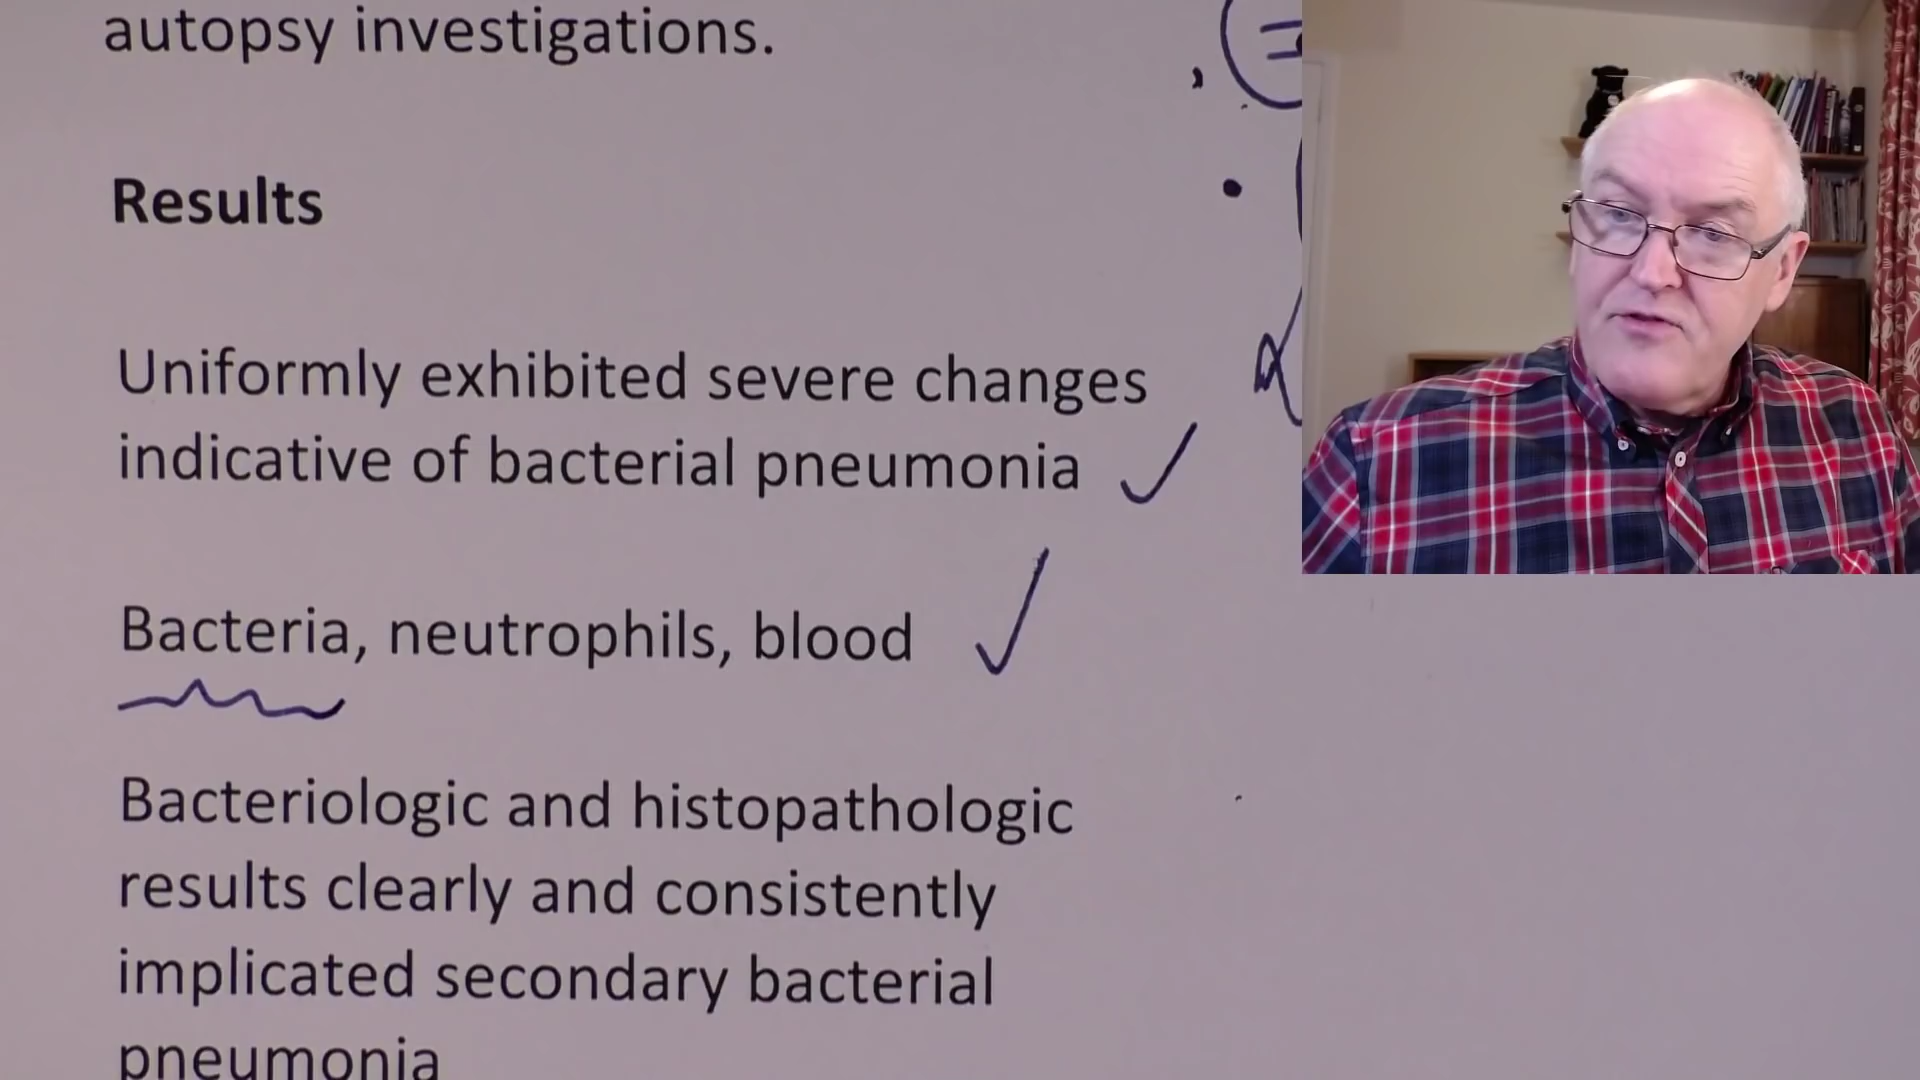 autopsy investigations.
Results
Uniformly exhibited severe changes
indicative of bacterial pneumonia
Bacteria, neutrophils, blood
Bacteriologic and histopathologic
results clearly and consistently
implicated secondary bacterial
pneumonia